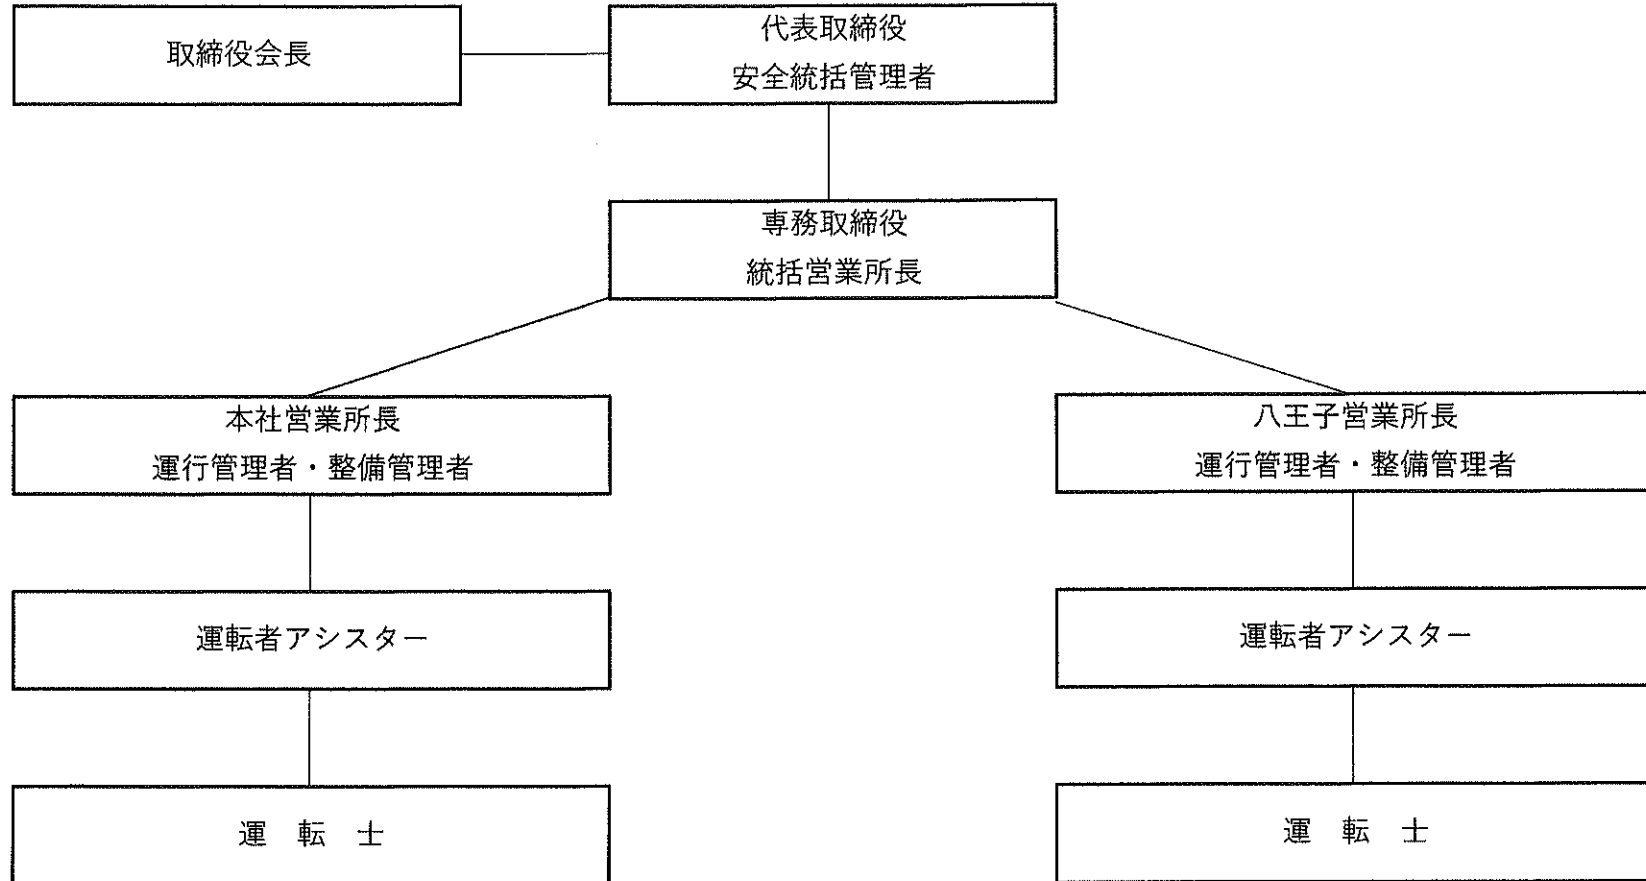 取締役会長
代表取締役
安全統括管理者
専務取締役
統括営業所長
本社営業所長
運行管理者・整備管理者
八王子営業所長
運行管理者・整備管理者
運転者アシスター
運転者アシスター
運 転 士
運 転 士